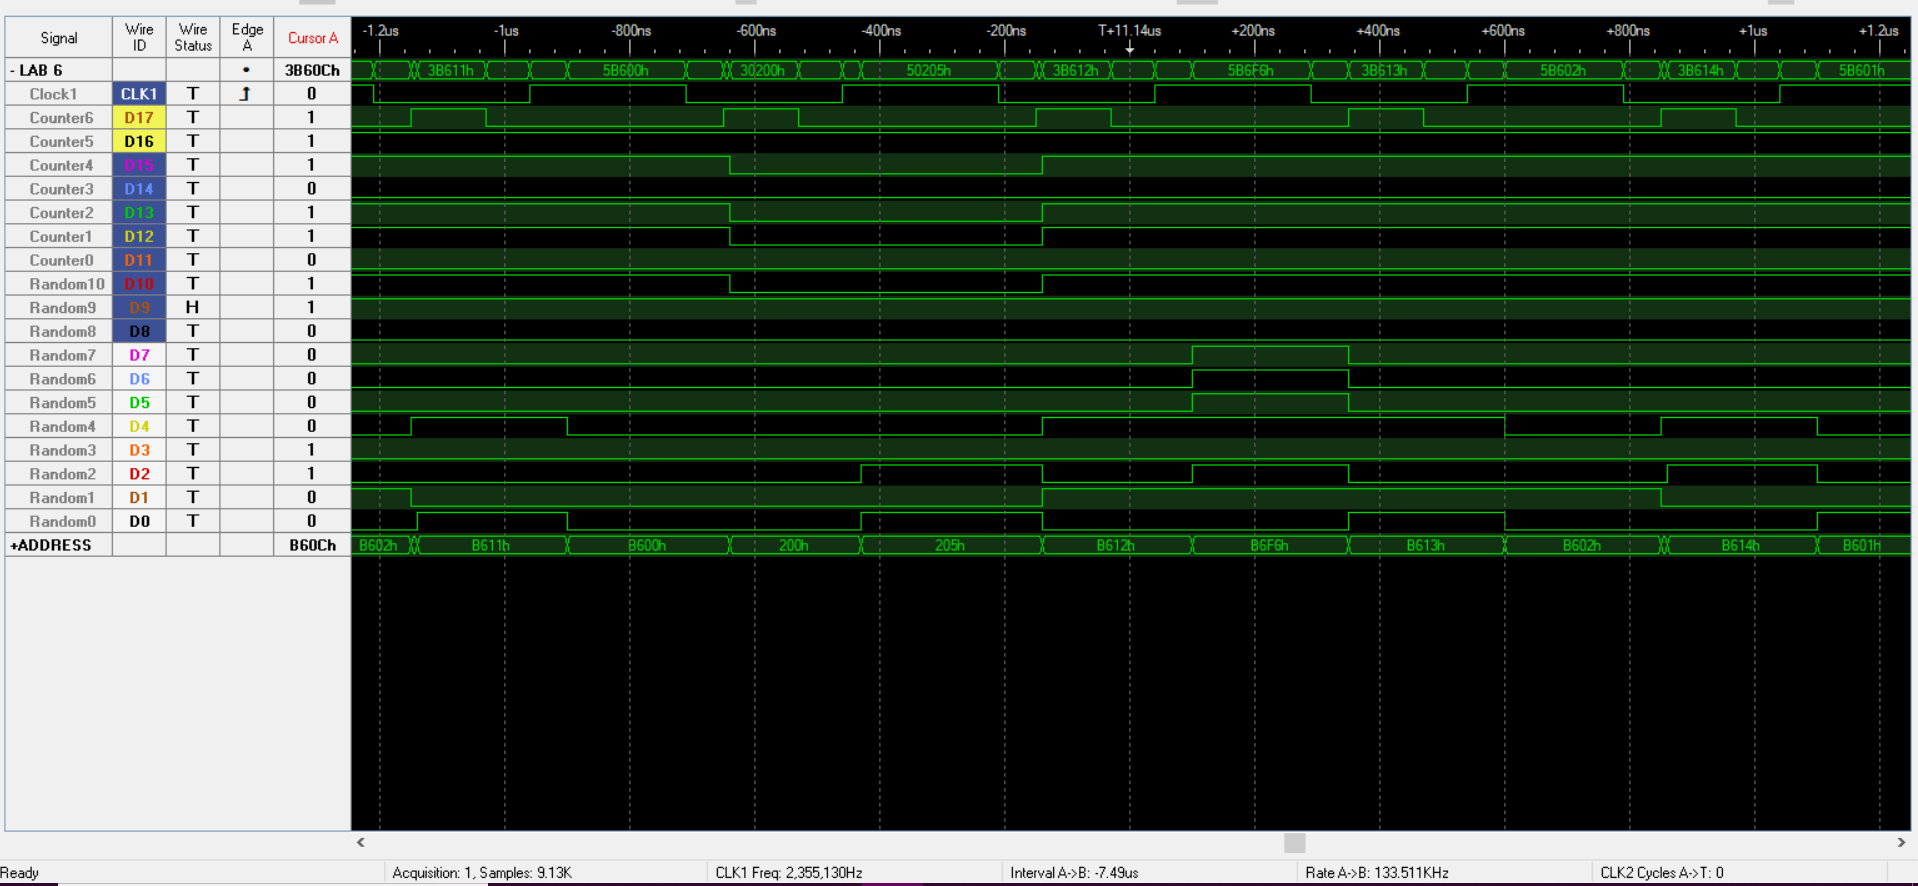 Signal Wire ID Wire Status Edge A Cursor A -1.2us -1us -800ns -600ns -400ns -200ns T+11.14us +200ns +400ns +600ns +800ns +1us +1.2us
- LAB 6 • 3B60Ch 3B611h 5B600h 30200h 50205h 3B612h 5B6F6h 3B613h 5B602h 3B614h 5B601h
Clock1 CLK1 T 0
Counter6 D17 T 1
Counter5 D16 T 1
Counter4 D15 T 1
Counter3 D14 T 0
Counter2 D13 T 1
Counter1 D12 T 1
Counter0 D11 T 0
Random10 D10 T 1
Random9 D9 H 1
Random8 D8 T 0
Random7 D7 T 0
Random6 D6 T 0
Random5 D5 T 0
Random4 D4 T 0
Random3 D3 T 1
Random2 D2 T 1
Random1 D1 T 0
Random0 D0 T 0
+ADDRESS B60Ch B602h B611h B600h 200h 205h B612h B6F6h B613h B602h B614h B601H
Ready Acquisition: 1, Samples: 9.13K CLK1 Freq: 2,355,130Hz Interval A->B: -7.49us Rate A->B: 133.511KHz CLK2 Cycles A->T: 0